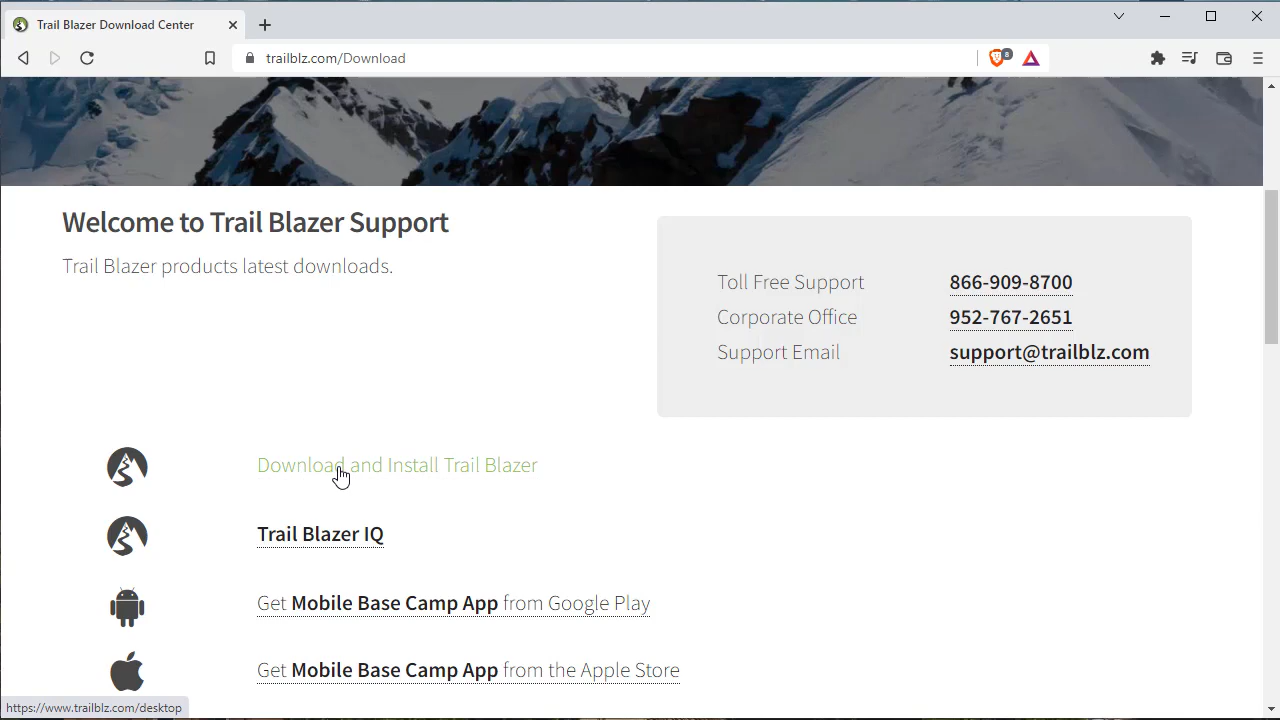 Trail Blazer Download Center
trailblz.com/Download
8
Welcome to Trail Blazer Support
Trail Blazer products latest downloads.
Toll Free Support 866-909-8700
Corporate Office 952-767-2651
Support Email support@trailblz.com
Download and Install Trail Blazer
Trail Blazer IQ
Get Mobile Base Camp App from Google Play
Get Mobile Base Camp App from the Apple Store
https://www.trailblz.com/desktop